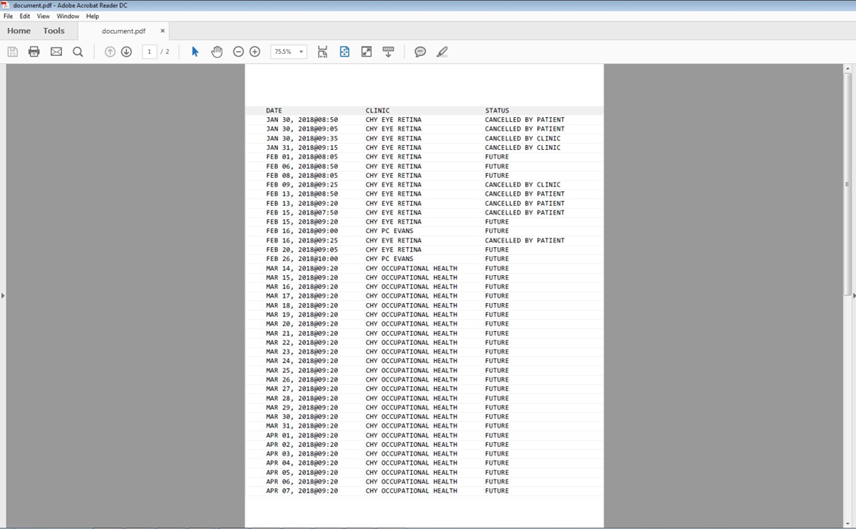 document.pdf - Adobe Acrobat Reader DC
File Edit View Window Help
Home Tools document.pdf ×
1 / 2 75.5%
DATE CLINIC STATUS
JAN 30, 2018@08:50 CHY EYE RETINA CANCELLED BY PATIENT
JAN 30, 2018@09:05 CHY EYE RETINA CANCELLED BY PATIENT
JAN 30, 2018@09:35 CHY EYE RETINA CANCELLED BY CLINIC
JAN 31, 2018@09:15 CHY EYE RETINA CANCELLED BY CLINIC
FEB 01, 2018@08:05 CHY EYE RETINA FUTURE
FEB 06, 2018@08:50 CHY EYE RETINA FUTURE
FEB 08, 2018@08:05 CHY EYE RETINA FUTURE
FEB 09, 2018@09:25 CHY EYE RETINA CANCELLED BY CLINIC
FEB 13, 2018@08:50 CHY EYE RETINA CANCELLED BY PATIENT
FEB 13, 2018@09:20 CHY EYE RETINA CANCELLED BY PATIENT
FEB 15, 2018@07:50 CHY EYE RETINA CANCELLED BY PATIENT
FEB 15, 2018@09:20 CHY EYE RETINA FUTURE
FEB 16, 2018@09:00 CHY PC EVANS FUTURE
FEB 16, 2018@09:25 CHY EYE RETINA CANCELLED BY PATIENT
FEB 20, 2018@09:05 CHY EYE RETINA FUTURE
FEB 26, 2018@10:00 CHY PC EVANS FUTURE
MAR 14, 2018@09:20 CHY OCCUPATIONAL HEALTH FUTURE
MAR 15, 2018@09:20 CHY OCCUPATIONAL HEALTH FUTURE
MAR 16, 2018@09:20 CHY OCCUPATIONAL HEALTH FUTURE
MAR 17, 2018@09:20 CHY OCCUPATIONAL HEALTH FUTURE
MAR 18, 2018@09:20 CHY OCCUPATIONAL HEALTH FUTURE
MAR 19, 2018@09:20 CHY OCCUPATIONAL HEALTH FUTURE
MAR 20, 2018@09:20 CHY OCCUPATIONAL HEALTH FUTURE
MAR 21, 2018@09:20 CHY OCCUPATIONAL HEALTH FUTURE
MAR 22, 2018@09:20 CHY OCCUPATIONAL HEALTH FUTURE
MAR 23, 2018@09:20 CHY OCCUPATIONAL HEALTH FUTURE
MAR 24, 2018@09:20 CHY OCCUPATIONAL HEALTH FUTURE
MAR 25, 2018@09:20 CHY OCCUPATIONAL HEALTH FUTURE
MAR 26, 2018@09:20 CHY OCCUPATIONAL HEALTH FUTURE
MAR 27, 2018@09:20 CHY OCCUPATIONAL HEALTH FUTURE
MAR 28, 2018@09:20 CHY OCCUPATIONAL HEALTH FUTURE
MAR 29, 2018@09:20 CHY OCCUPATIONAL HEALTH FUTURE
MAR 30, 2018@09:20 CHY OCCUPATIONAL HEALTH FUTURE
MAR 31, 2018@09:20 CHY OCCUPATIONAL HEALTH FUTURE
APR 01, 2018@09:20 CHY OCCUPATIONAL HEALTH FUTURE
APR 02, 2018@09:20 CHY OCCUPATIONAL HEALTH FUTURE
APR 03, 2018@09:20 CHY OCCUPATIONAL HEALTH FUTURE
APR 04, 2018@09:20 CHY OCCUPATIONAL HEALTH FUTURE
APR 05, 2018@09:20 CHY OCCUPATIONAL HEALTH FUTURE
APR 06, 2018@09:20 CHY OCCUPATIONAL HEALTH FUTURE
APR 07, 2018@09:20 CHY OCCUPATIONAL HEALTH FUTURE